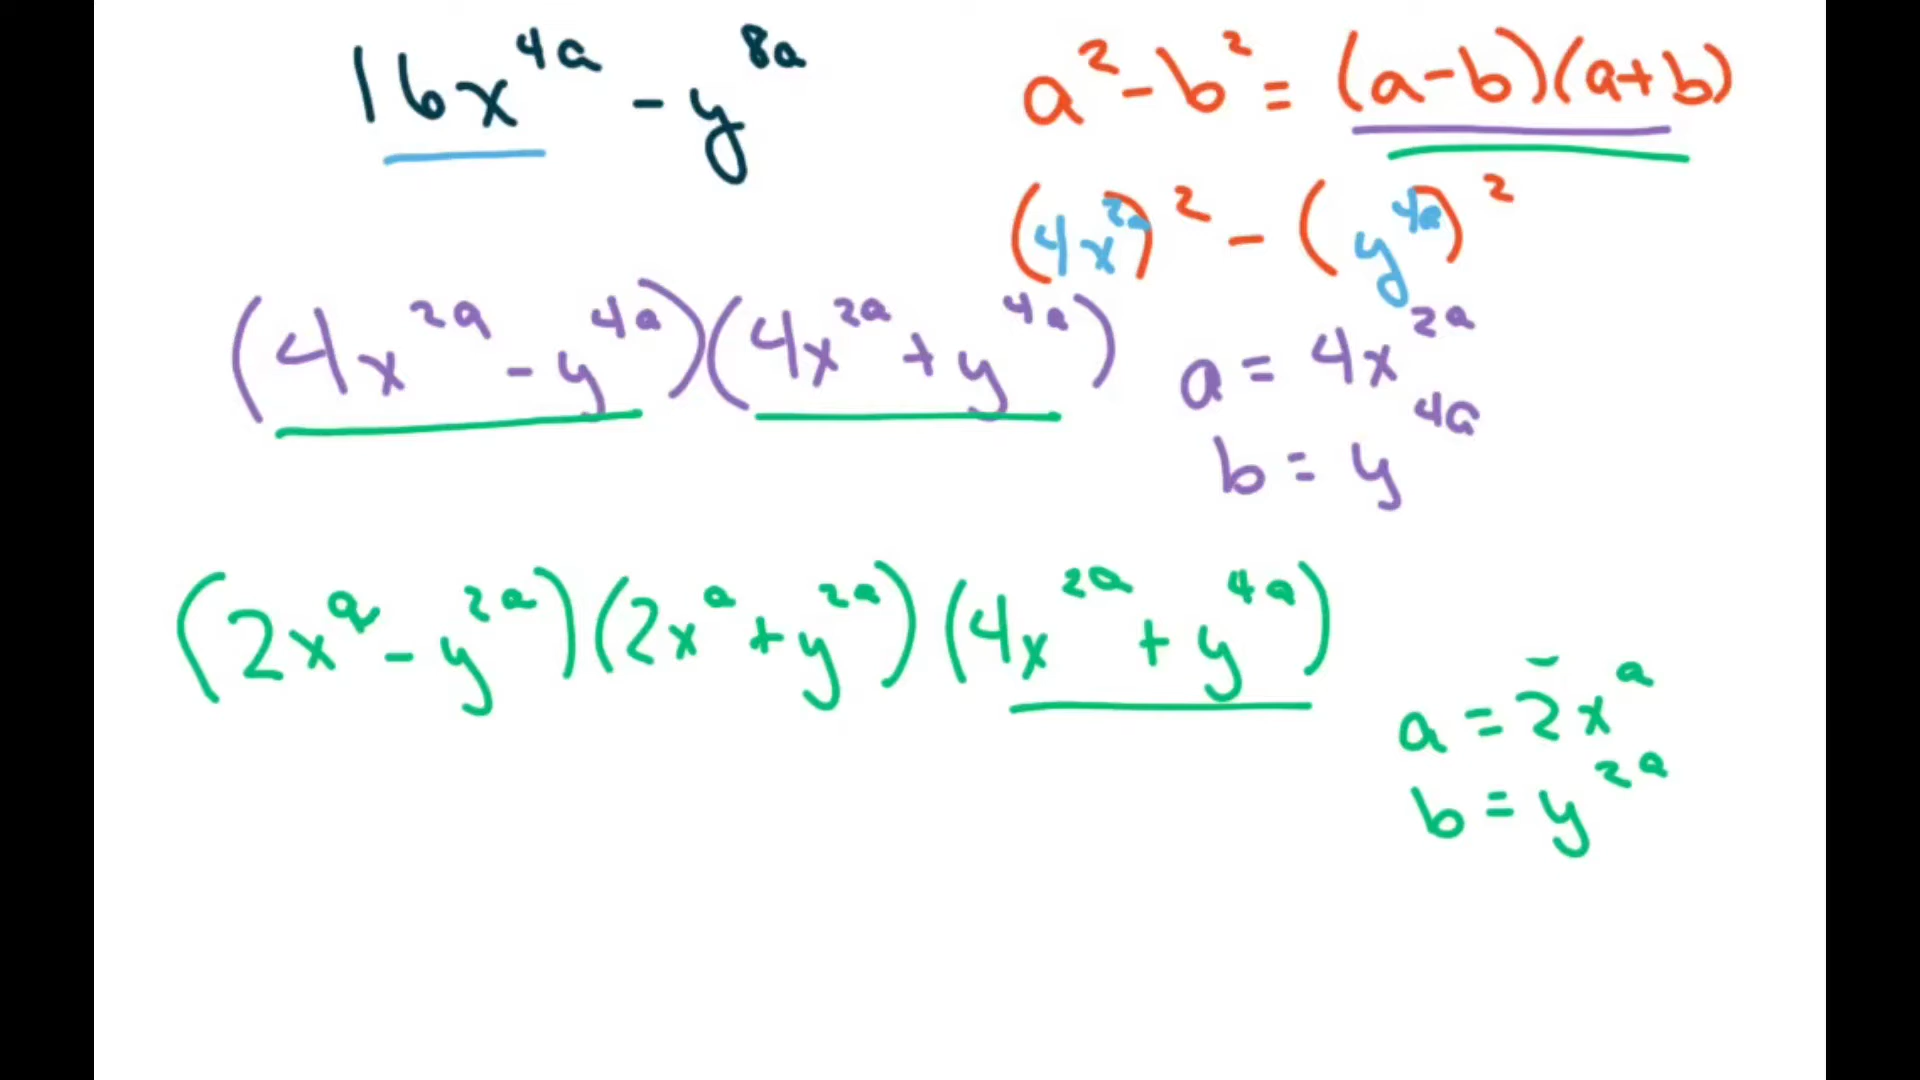 16x^{4a} - y^{8a}
a² - b² = (a - b)(a + b)
(4x^{2a})² - (y^{4a})²
(4x^{2a} - y^{4a})(4x^{2a} + y^{4a})
a = 4x^{2a}
b = y^{4a}
(2x^{a} - y^{2a})(2x^{a} + y^{2a})(4x^{2a} + y^{4a})
a = 2x^{a}
b = y^{2a}